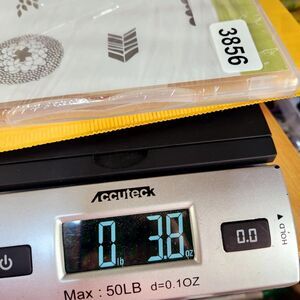 3856
Accuteck
0 lb 3.8 oz
0.0
HOLD
Max : 50LB d=0.1OZ